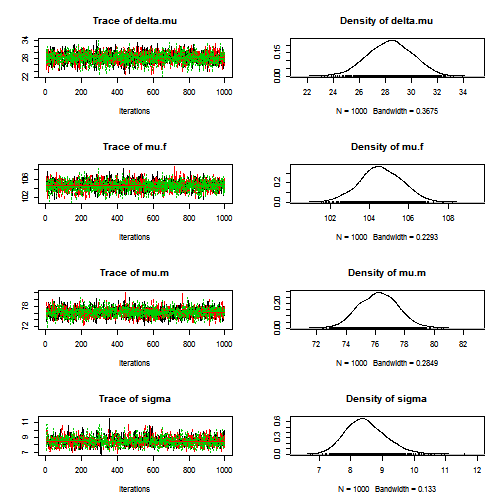 Trace of delta.mu
34
28
22
0 200 400 600 800 1000
Iterations
Density of delta.mu
0.15
0.00
22 24 26 28 30 32 34
N = 1000 Bandwidth = 0.3675
Trace of mu.f
106
102
0 200 400 600 800 1000
Iterations
Density of mu.f
0.2
0.0
102 104 106 108
N = 1000 Bandwidth = 0.2293
Trace of mu.m
78
72
0 200 400 600 800 1000
Iterations
Density of mu.m
0.20
0.00
72 74 76 78 80 82
N = 1000 Bandwidth = 0.2849
Trace of sigma
11
9
7
0 200 400 600 800 1000
Iterations
Density of sigma
0.6
0.3
0.0
7 8 9 10 11 12
N = 1000 Bandwidth = 0.133